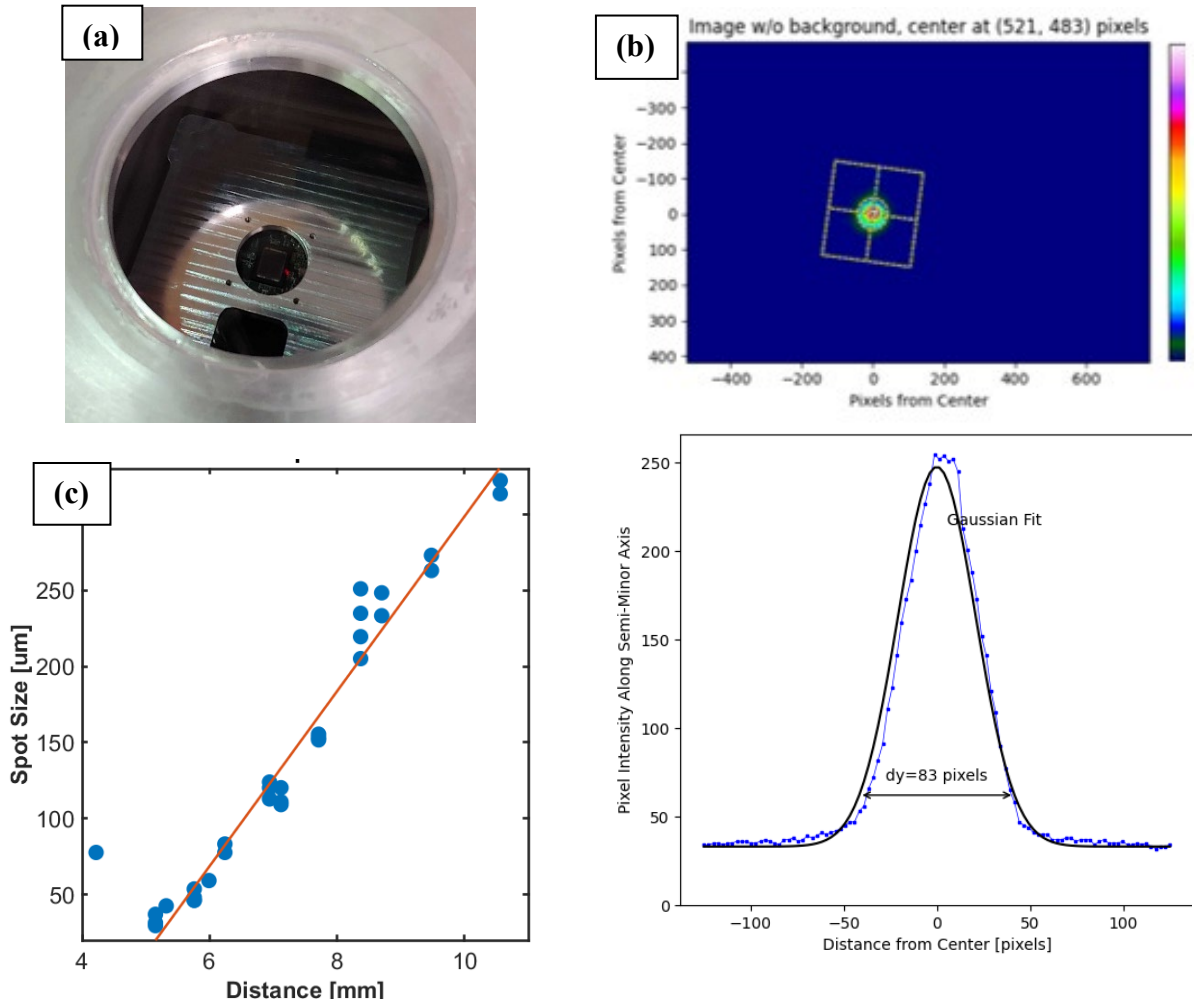 (a)
(b)
Image w/o background, center at (521, 483) pixels
Pixels from Center
−300
−200
−100
0
100
200
300
400
−400
−200
0
200
400
600
Pixels from Center
(c)
Spot Size [um]
250
200
150
100
50
4
6
8
10
Distance [mm]
Pixel Intensity Along Semi-Minor Axis
250
200
150
100
50
0
Gaussian Fit
dy=83 pixels
−100
−50
0
50
100
Distance from Center [pixels]